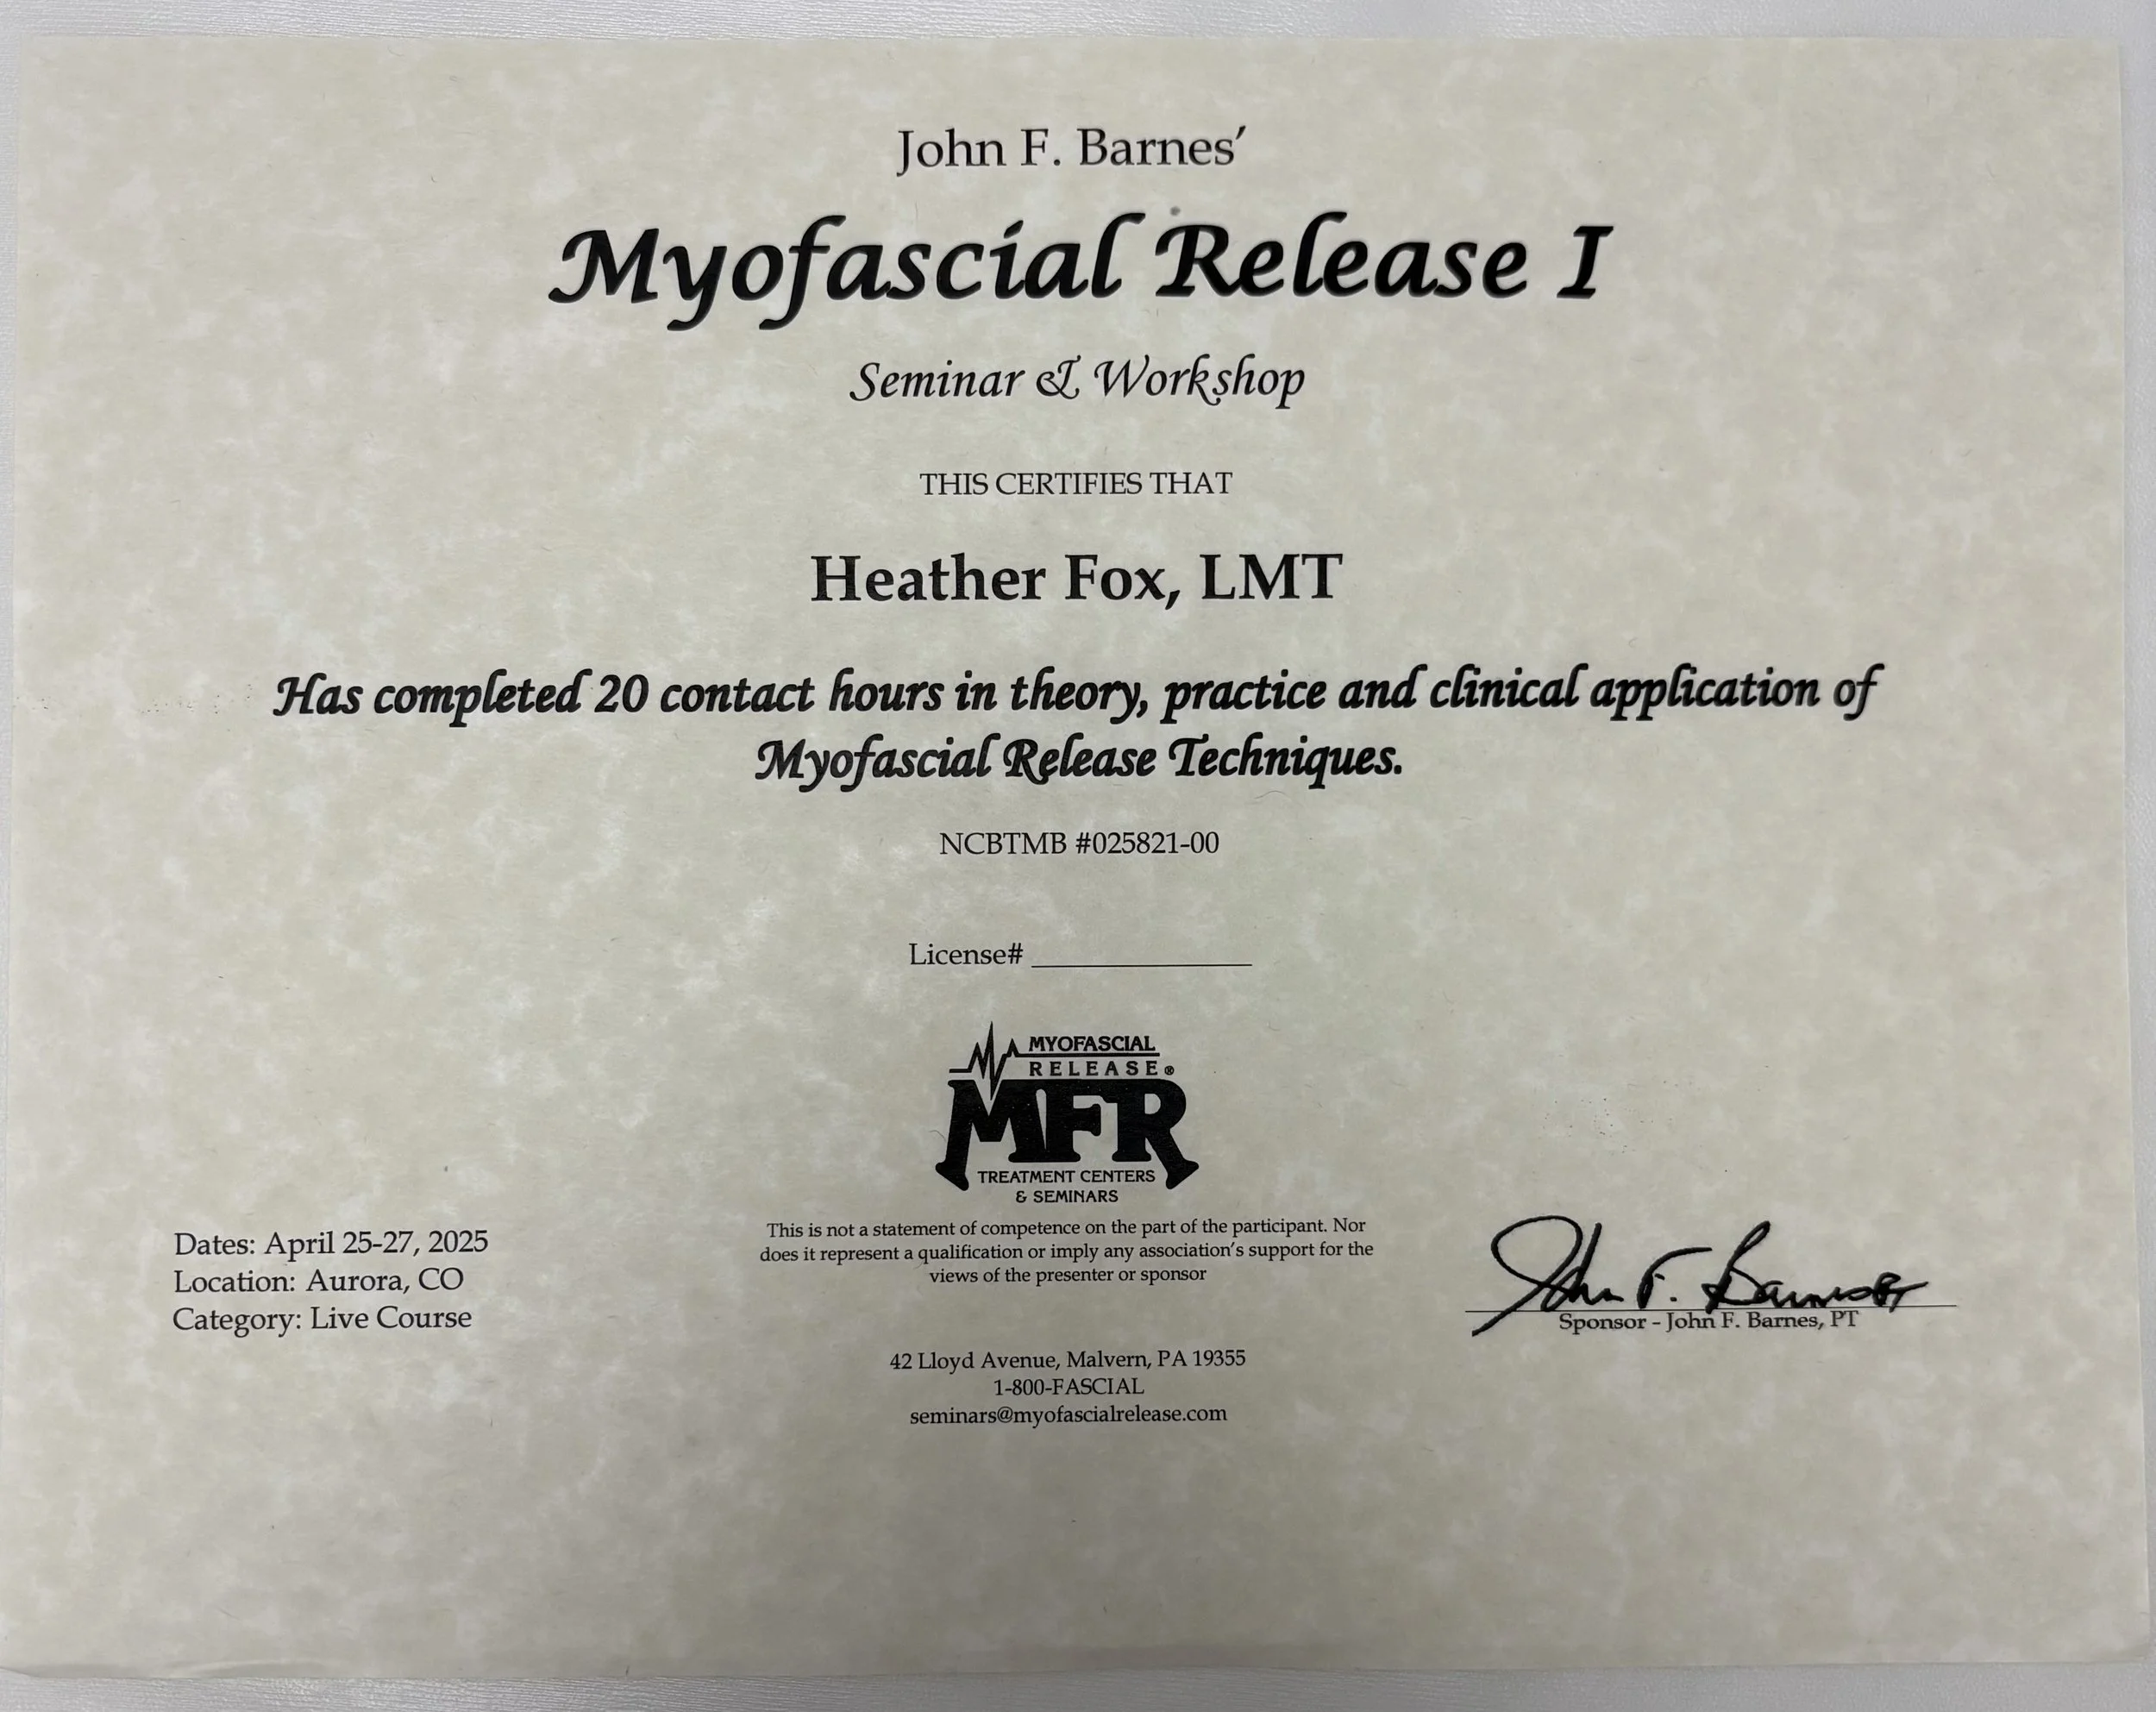 John F. Barnes'
Myofascial Release I
Seminar & Workshop
THIS CERTIFIES THAT
Heather Fox, LMT
Has completed 20 contact hours in theory, practice and clinical application of
Myofascial Release Techniques.
NCBTMB #025821-00
License# ______________
MYOFASCIAL
RELEASE®
MFR
TREATMENT CENTERS
& SEMINARS
This is not a statement of competence on the part of the participant. Nor
does it represent a qualification or imply any association's support for the
views of the presenter or sponsor
Dates: April 25-27, 2025
Location: Aurora, CO
Category: Live Course
John F. Barnes PT
Sponsor - John F. Barnes, PT
42 Lloyd Avenue, Malvern, PA 19355
1-800-FASCIAL
seminars@myofascialrelease.com